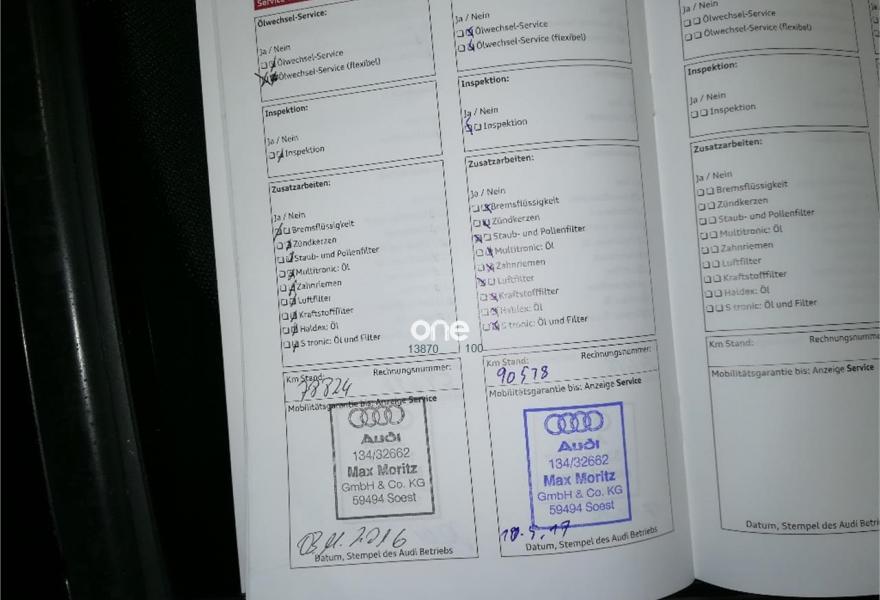 Service
Ölwechsel-Service:
Ja / Nein
Ölwechsel-Service
Ölwechsel-Service (flexibel)
Inspektion:
Ja / Nein
Inspektion
Zusatzarbeiten:
Ja / Nein
Bremsflüssigkeit
Zündkerzen
Staub- und Pollenfilter
Multitronic: Öl
Zahnriemen
Luftfilter
Kraftstofffilter
Haldex: Öl
S tronic: Öl und Filter
Km Stand:
Rechnungsnummer:
78824
Mobilitätsgarantie bis: Anzeige Service
Audi
134/32662
Max Moritz
GmbH & Co. KG
59494 Soest
Datum, Stempel des Audi Betriebs
Ja / Nein
Ölwechsel-Service
Ölwechsel-Service (flexibel)
Inspektion:
Ja / Nein
Inspektion
Zusatzarbeiten:
Ja / Nein
Bremsflüssigkeit
Zündkerzen
Staub- und Pollenfilter
Multitronic: Öl
Zahnriemen
Luftfilter
Kraftstofffilter
Haldex: Öl
S tronic: Öl und Filter
one
13870
100
Km Stand:
Rechnungsnummer:
90578
Mobilitätsgarantie bis: Anzeige Service
Audi
134/32662
Max Moritz
GmbH & Co. KG
59494 Soest
Datum, Stempel des Audi Betriebs
Ja / Nein
Ölwechsel-Service
Ölwechsel-Service (flexibel)
Inspektion:
Ja / Nein
Inspektion
Zusatzarbeiten:
Ja / Nein
Bremsflüssigkeit
Zündkerzen
Staub- und Pollenfilter
Multitronic: Öl
Zahnriemen
Luftfilter
Kraftstofffilter
Haldex: Öl
S tronic: Öl und Filter
Km Stand:
Mobilitätsgarantie bis: Anzeige Service
Datum, Stempel des Audi